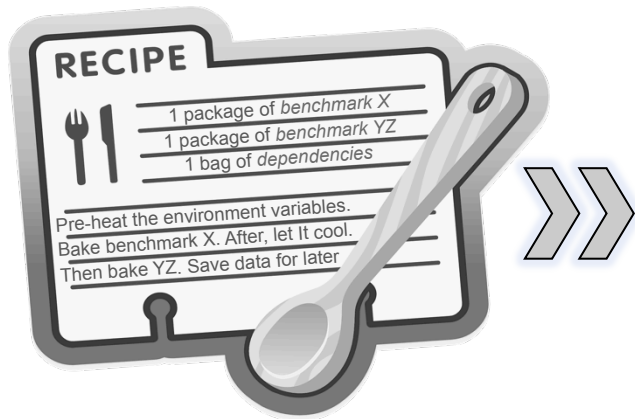 RECIPE
1 package of benchmark X
1 package of benchmark YZ
1 bag of dependencies
Pre-heat the environment variables.
Bake benchmark X. After, let It cool.
Then bake YZ. Save data for later